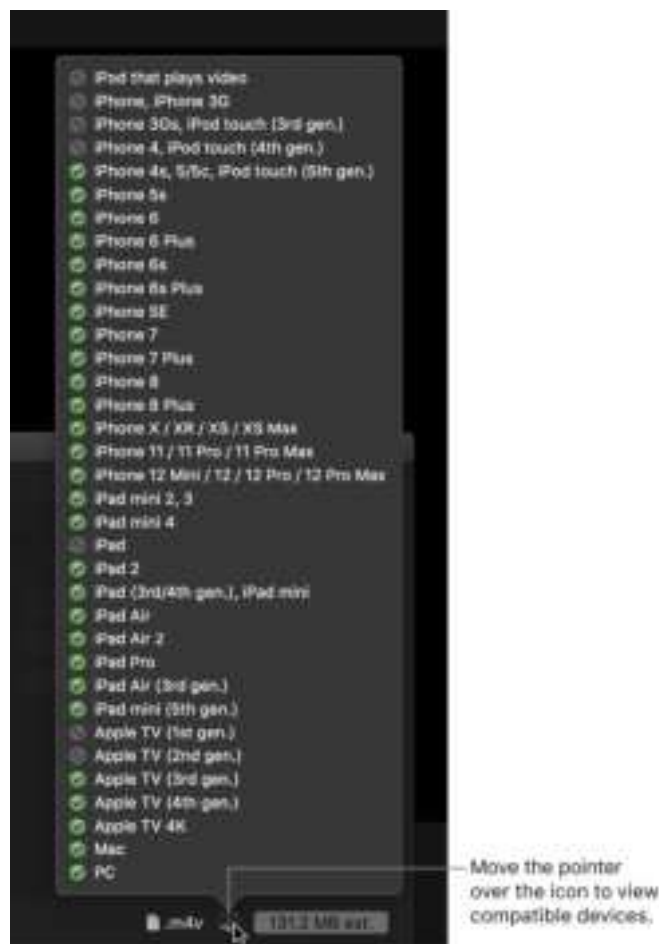 iPod that plays video
iPhone, iPhone 3G
iPhone 3Gs, iPod touch (3rd gen.)
iPhone 4, iPod touch (4th gen.)
iPhone 4s, 5/5c, iPod touch (5th gen.)
iPhone 5s
iPhone 6
iPhone 6 Plus
iPhone 6s
iPhone 6s Plus
iPhone SE
iPhone 7
iPhone 7 Plus
iPhone 8
iPhone 8 Plus
iPhone X / XR / XS / XS Max
iPhone 11 / 11 Pro / 11 Pro Max
iPhone 12 Mini / 12 / 12 Pro / 12 Pro Max
iPad mini 2, 3
iPad mini 4
iPad
iPad 2
iPad (3rd/4th gen.), iPad mini
iPad Air
iPad Air 2
iPad Pro
iPad Air (3rd gen.)
iPad mini (5th gen.)
Apple TV (1st gen.)
Apple TV (2nd gen.)
Apple TV (3rd gen.)
Apple TV (4th gen.)
Apple TV 4K
Mac
PC
.m4v 131.2 MB est.
Move the pointer
over the icon to view
compatible devices.